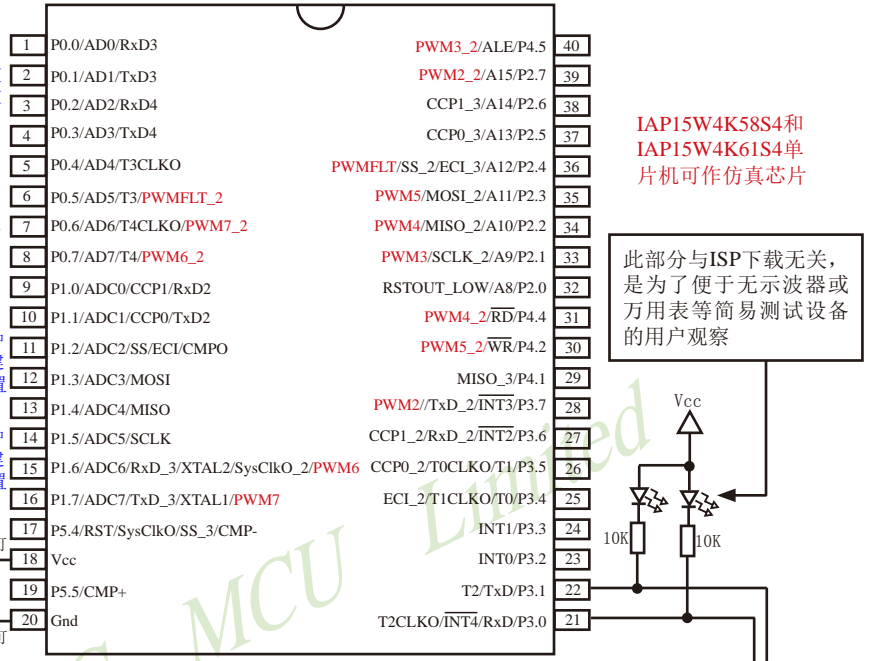 1 P0.0/AD0/RxD3
2 P0.1/AD1/TxD3
3 P0.2/AD2/RxD4
4 P0.3/AD3/TxD4
5 P0.4/AD4/T3CLKO
6 P0.5/AD5/T3/PWMFLT_2
7 P0.6/AD6/T4CLKO/PWM7_2
8 P0.7/AD7/T4/PWM6_2
9 P1.0/ADC0/CCP1/RxD2
10 P1.1/ADC1/CCP0/TxD2
11 P1.2/ADC2/SS/ECI/CMPO
12 P1.3/ADC3/MOSI
13 P1.4/ADC4/MISO
14 P1.5/ADC5/SCLK
15 P1.6/ADC6/RxD_3/XTAL2/SysClkO_2/PWM6
16 P1.7/ADC7/TxD_3/XTAL1/PWM7
17 P5.4/RST/SysClkO/SS_3/CMP-
18 Vcc
19 P5.5/CMP+
20 Gnd
PWM3_2/ALE/P4.5 40
PWM2_2/A15/P2.7 39
CCP1_3/A14/P2.6 38
CCP0_3/A13/P2.5 37
PWMFLT/SS_2/ECI_3/A12/P2.4 36
PWM5/MOSI_2/A11/P2.3 35
PWM4/MISO_2/A10/P2.2 34
PWM3/SCLK_2/A9/P2.1 33
RSTOUT_LOW/A8/P2.0 32
PWM4_2/RD/P4.4 31
PWM5_2/WR/P4.2 30
MISO_3/P4.1 29
PWM2//TxD_2/INT3/P3.7 28
CCP1_2/RxD_2/INT2/P3.6 27
CCP0_2/T0CLKO/T1/P3.5 26
ECI_2/T1CLKO/T0/P3.4 25
INT1/P3.3 24
INT0/P3.2 23
T2/TxD/P3.1 22
T2CLKO/INT4/RxD/P3.0 21
IAP15W4K58S4和
IAP15W4K61S4单
片机可作仿真芯片
此部分与ISP下载无关，
是为了便于无示波器或
万用表等简易测试设备
的用户观察
Vcc
10K
10K
MCU Limited